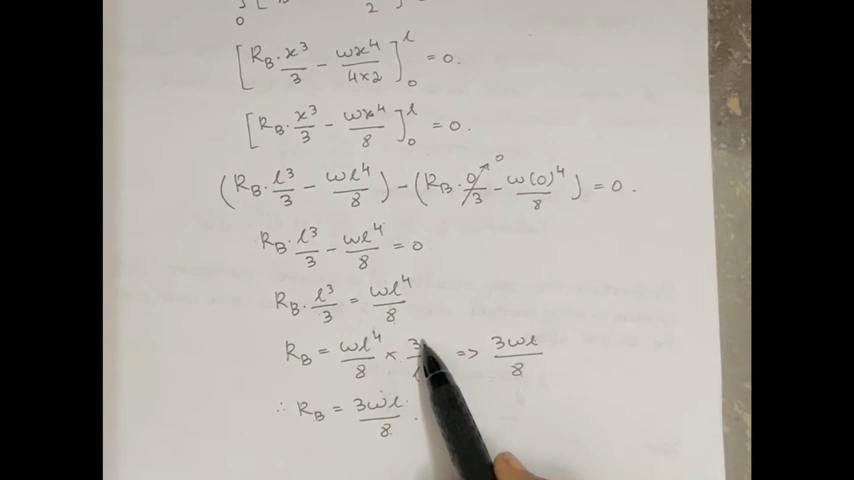 [R_B · x³/3 − wx⁴/4×2]₀ˡ = 0.
[R_B · x³/3 − wx⁴/8]₀ˡ = 0.
(R_B · l³/3 − wl⁴/8) − (R_B · 0/3 ⁰ − w(0)⁴/8) = 0.
R_B · l³/3 − wl⁴/8 = 0
R_B · l³/3 = wl⁴/8
R_B = wl⁴/8 × 3 => 3wl/8
∴ R_B = 3wl/8.